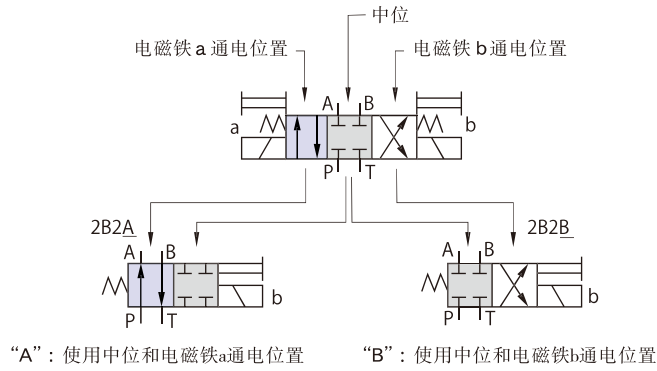 中位
电磁铁a通电位置
电磁铁b通电位置
A B
a
b
P T
2B2A
2B2B
A B
A B
b
b
P T
P T
“A”：使用中位和电磁铁a通电位置
“B”：使用中位和电磁铁b通电位置